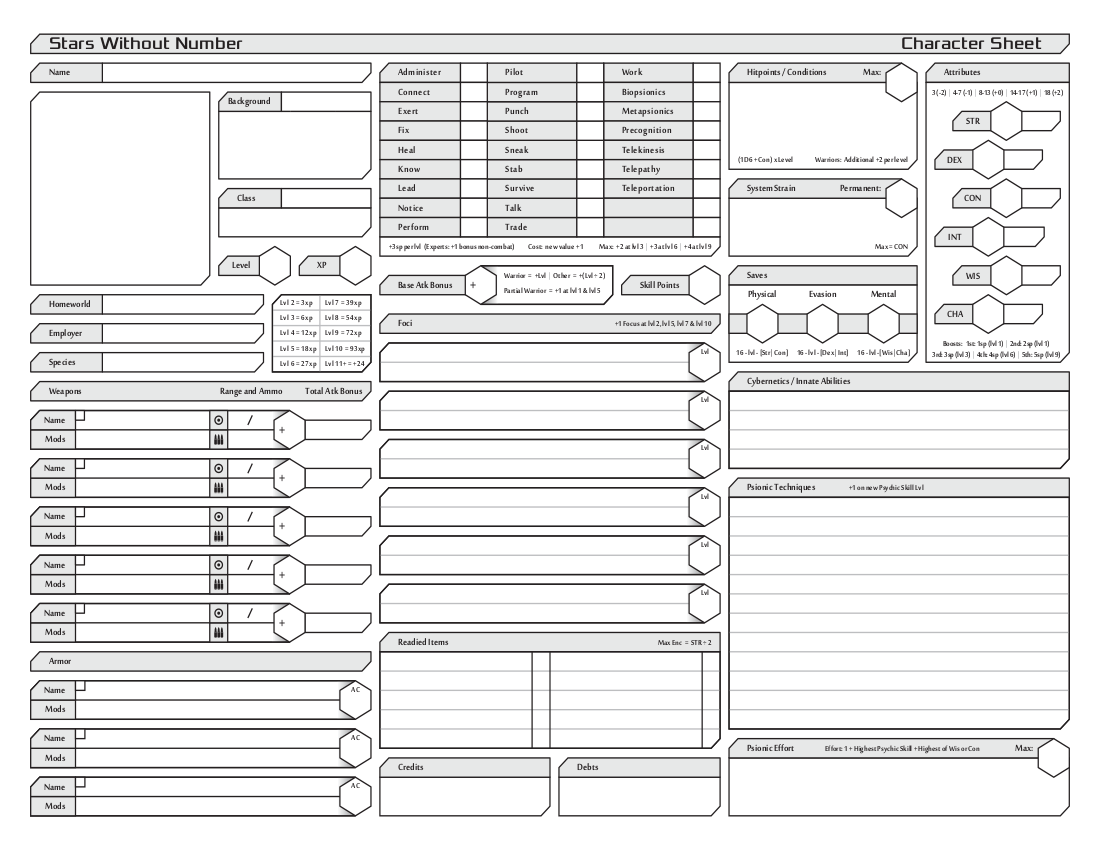 Stars Without Number
Character Sheet
Name
Background
Class
Level
XP
Homeworld
Employer
Species
Lvl 2 = 3xp Lvl 7 = 39xp
Lvl 3 = 6xp Lvl 8 = 54xp
Lvl 4 = 12xp Lvl 9 = 72xp
Lvl 5 = 18xp Lvl 10 = 93xp
Lvl 6 = 27xp Lvl 11+ = +24
Weapons Range and Ammo Total Atk Bonus
Name / +
Mods
Name / +
Mods
Name / +
Mods
Name / +
Mods
Name / +
Mods
Armor
Name AC
Mods
Name AC
Mods
Name AC
Mods
Administer Pilot Work
Connect Program Biopsionics
Exert Punch Metapsionics
Fix Shoot Precognition
Heal Sneak Telekinesis
Know Stab Telepathy
Lead Survive Teleportation
Notice Talk
Perform Trade
+3sp per lvl (Experts: +1 bonus non-combat) Cost: new value +1 Max: +2 at lvl 3 | +3 at lvl 6 | +4 at lvl 9
Base Atk Bonus +
Warrior = +Lvl | Other = +(Lvl ÷ 2)
Partial Warrior = +1 at lvl 1 & lvl 5
Skill Points
Foci +1 Focus at lvl 2, lvl 5, lvl 7 & lvl 10
Lvl
Lvl
Lvl
Lvl
Lvl
Lvl
Readied Items Max Enc = STR ÷ 2
Credits
Debts
Hitpoints / Conditions Max:
(1D6 + Con) x Level Warriors: Additional +2 per level
System Strain Permanent:
Max = CON
Saves
Physical Evasion Mental
16 - lvl - [Str| Con] 16 - lvl - [Dex| Int] 16 - lvl - [Wis| Cha]
Attributes
3 (-2) | 4-7 (-1) | 8-13 (+0) | 14-17 (+1) | 18 (+2)
STR
DEX
CON
INT
WIS
CHA
Boosts: 1st: 1sp (lvl 1) | 2nd: 2sp (lvl 1)
3rd: 3sp (lvl 3) | 4th: 4sp (lvl 6) | 5th: 5sp (lvl 9)
Cybernetics / Innate Abilities
Psionic Techniques +1 on new Psychic Skill Lvl
Psionic Effort Effort: 1 + Highest Psychic Skill + Highest of Wis or Con Max: